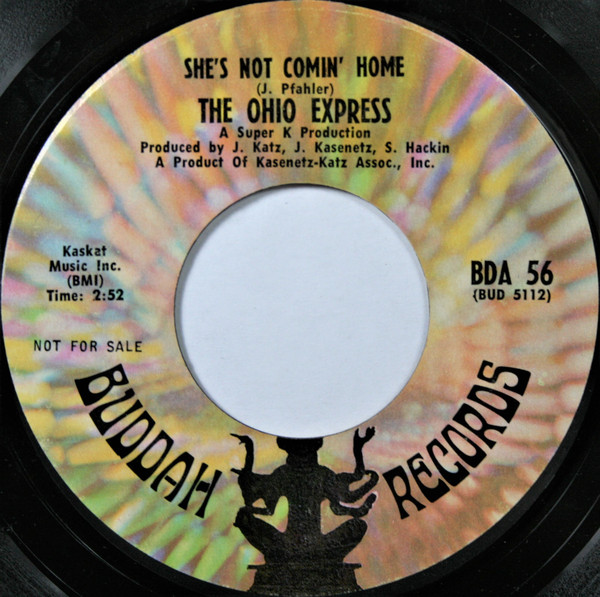 SHE'S NOT COMIN' HOME
(J. Pfahler)
THE OHIO EXPRESS
A Super K Production
Produced by J. Katz, J. Kasenetz, S. Hackin
A Product Of Kasenetz-Katz Assoc., Inc.
Kaskat
Music Inc.
(BMI)
Time: 2:52
BDA 56
(BUD 5112)
NOT FOR SALE
BUDDAH RECORDS